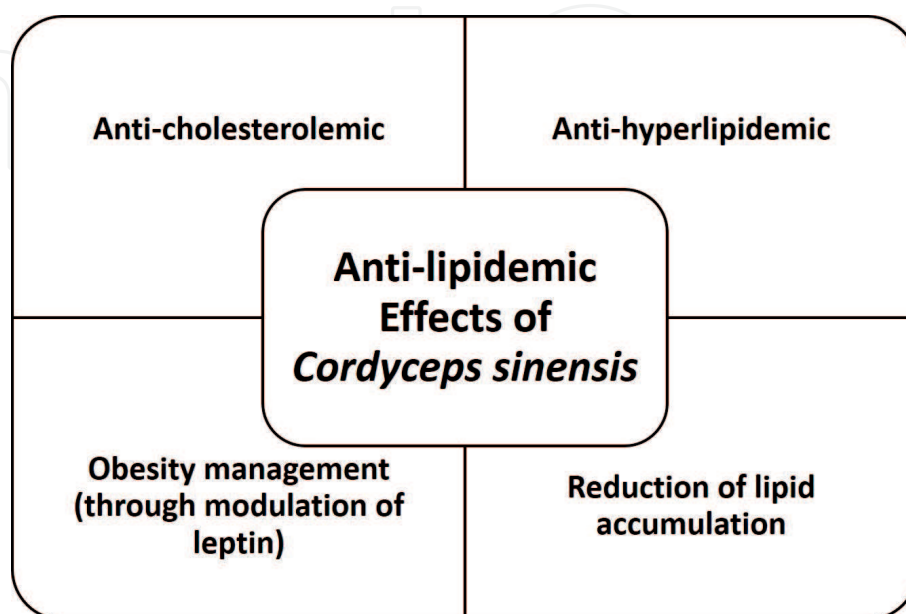 Anti-cholesterolemic
Anti-hyperlipidemic
Anti-lipidemic
Effects of
Cordyceps sinensis
Obesity management
(through modulation of
leptin)
Reduction of lipid
accumulation